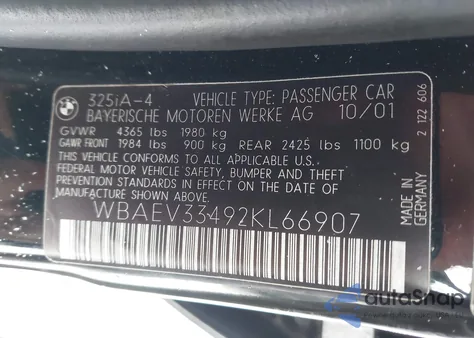 325iA-4 VEHICLE TYPE: PASSENGER CAR
BAYERISCHE MOTOREN WERKE AG 10/01
GVWR 4365 lbs 1980 kg
GAWR FRONT 1984 lbs 900 kg REAR 2425 lbs 1100 kg
THIS VEHICLE CONFORMS TO ALL APPLICABLE U.S.
FEDERAL MOTOR VEHICLE SAFETY, BUMPER AND THEFT
PREVENTION STANDARDS IN EFFECT ON THE DATE
OF MANUFACTURE SHOWN ABOVE.
WBAEV33492KL66907
2 122 606
MADE IN
GERMANY
autoSnap